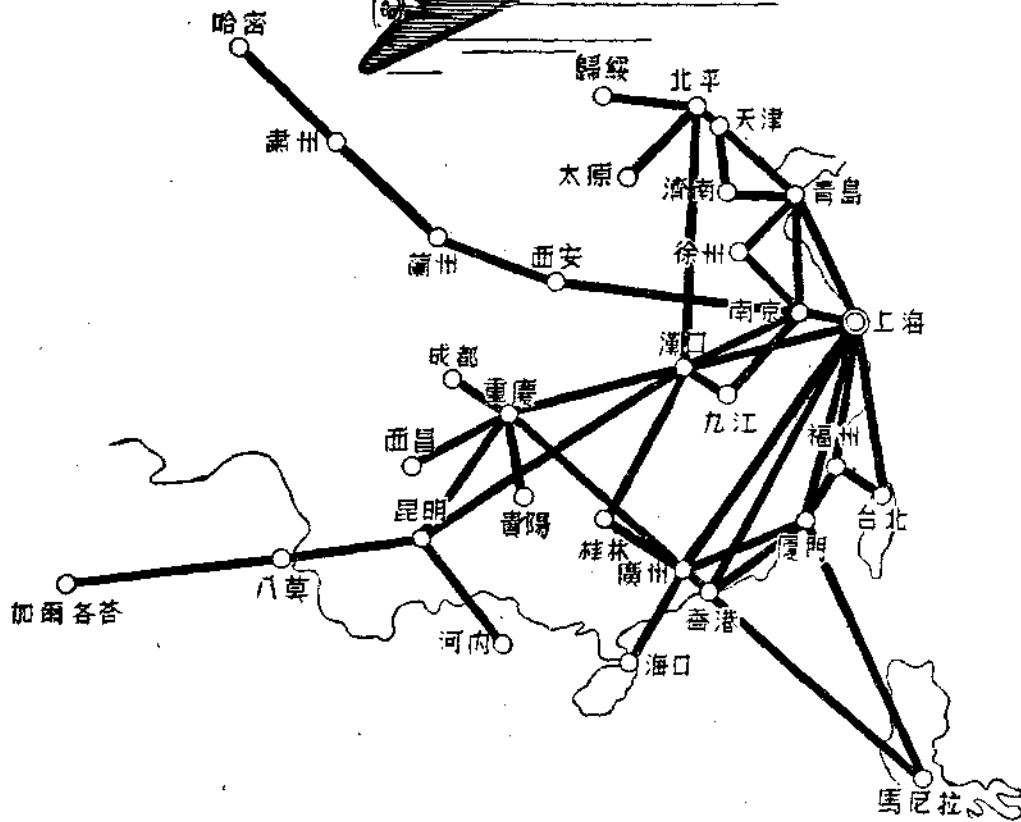 哈密
歸綏
北平
天津
肅州
太原
濟南
青島
蘭州
西安
徐州
南京
上海
漢口
成都
重慶
九江
西昌
福州
昆明
貴陽
台北
桂林
廈門
廣州
八莫
加爾各答
香港
河内
海口
馬尼拉